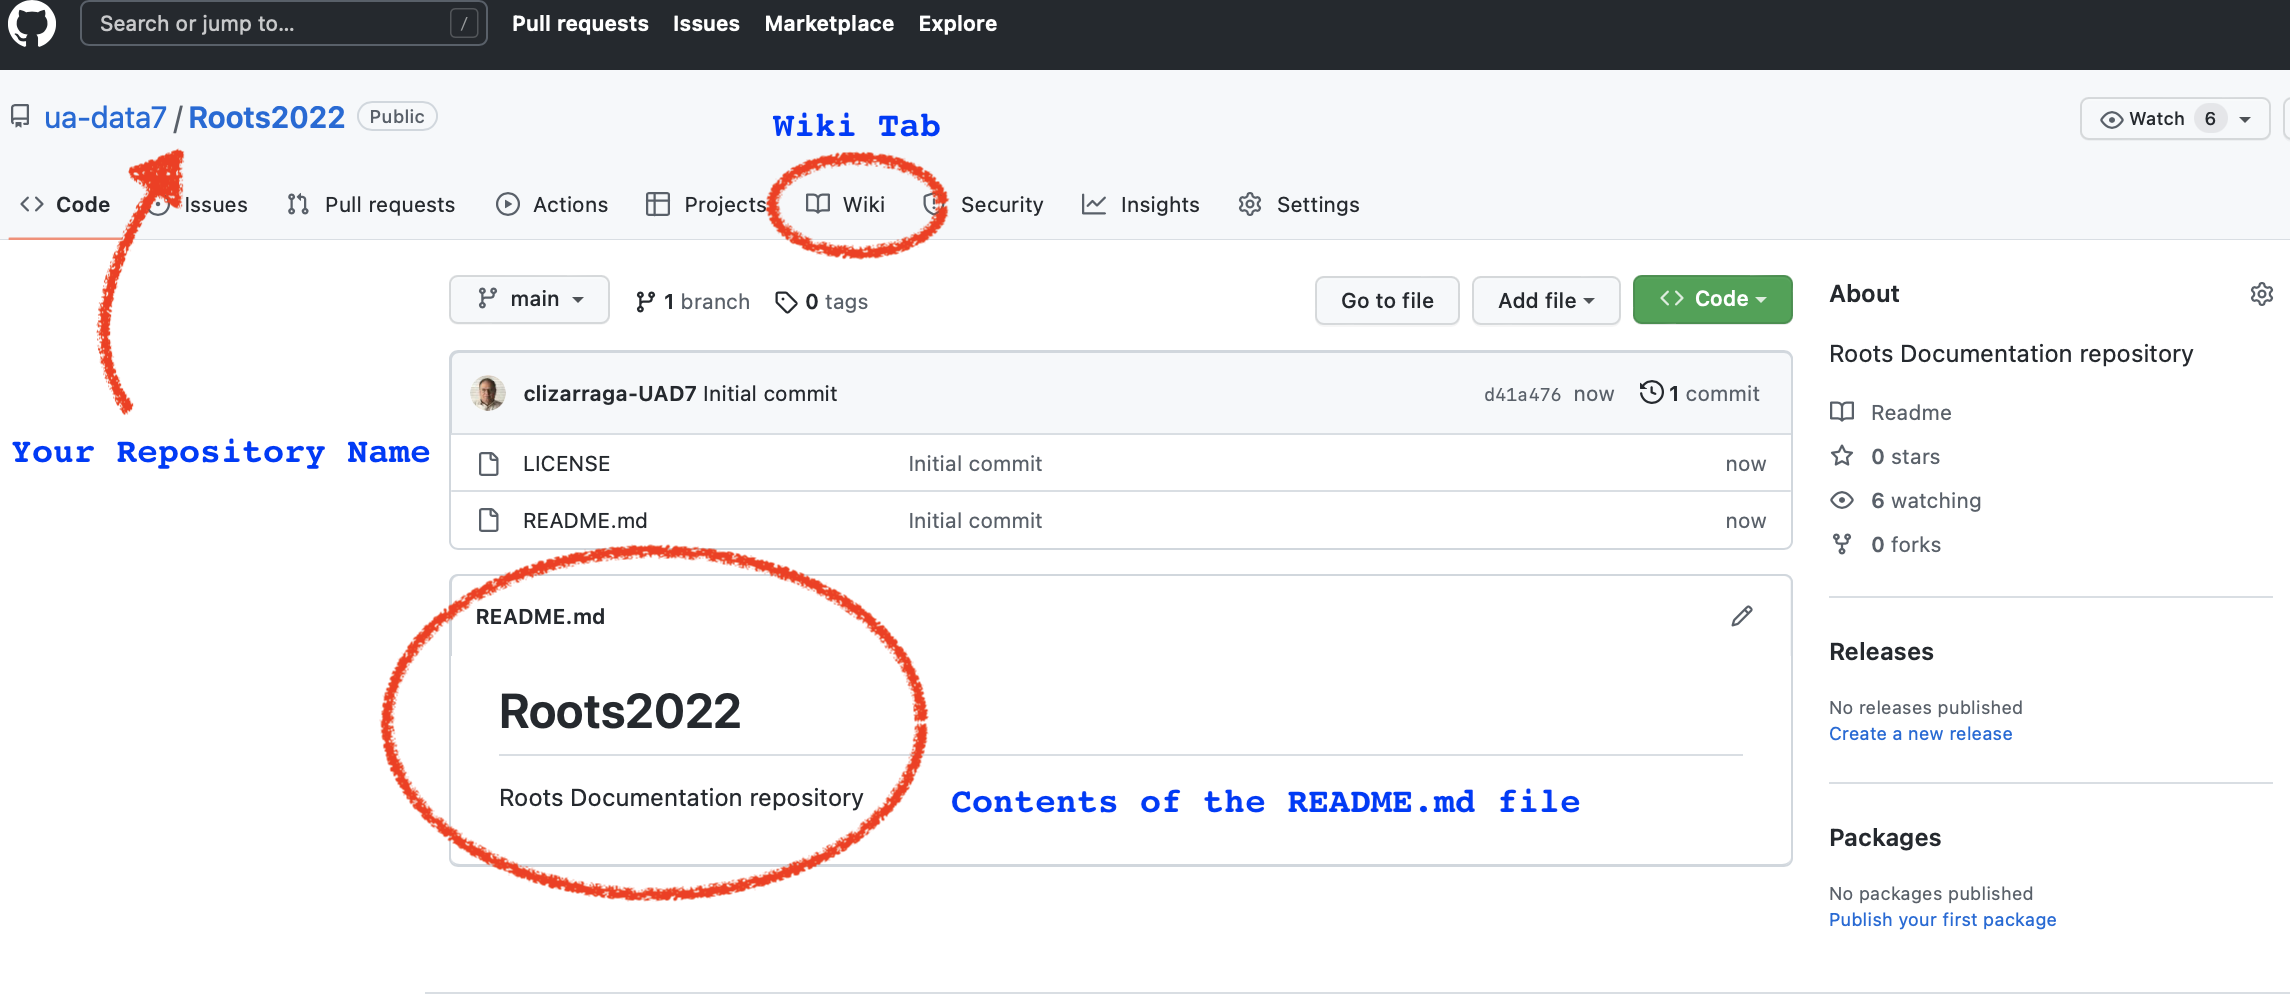 Search or jump to... /
Pull requests Issues Marketplace Explore
ua-data7 / Roots2022 Public
Wiki Tab
Watch 6
Code Issues Pull requests Actions Projects Wiki Security Insights Settings
main 1 branch 0 tags
Go to file Add file Code
About
Roots Documentation repository
clizarraga-UAD7 Initial commit d41a476 now 1 commit
Readme
Your Repository Name
LICENSE Initial commit now
0 stars
6 watching
README.md Initial commit now
0 forks
README.md
Releases
Roots2022
No releases published
Create a new release
Roots Documentation repository
Contents of the README.md file
Packages
No packages published
Publish your first package